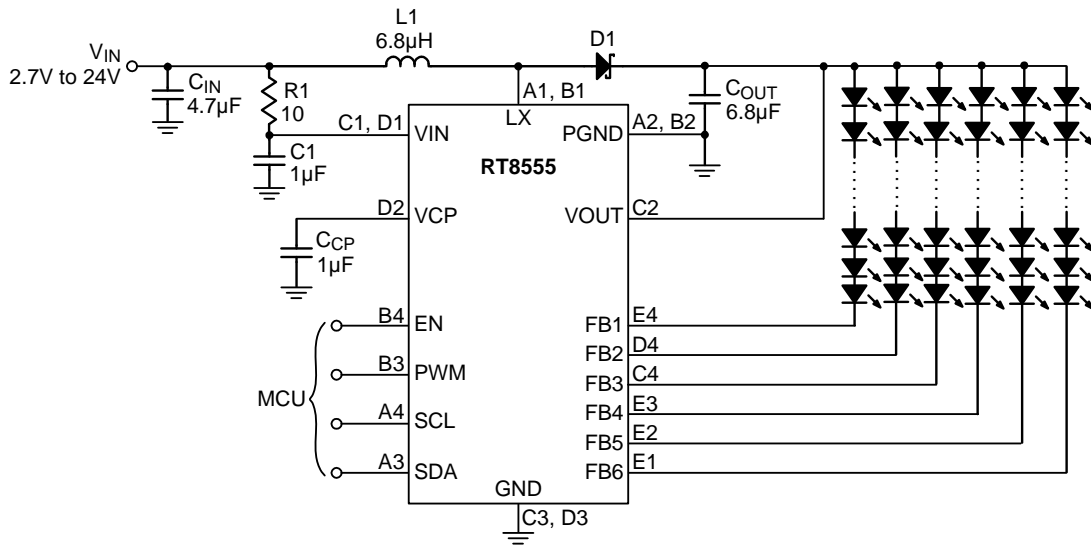 L1
6.8µH
D1
VIN
2.7V to 24V
CIN
4.7µF
R1
10
A1, B1
LX
COUT
6.8µF
C1, D1
VIN
PGND
A2, B2
C1
1µF
RT8555
D2
VCP
VOUT
C2
CCP
1µF
B4
EN
FB1
E4
FB2
D4
B3
PWM
FB3
C4
MCU
A4
SCL
FB4
E3
FB5
E2
A3
SDA
FB6
E1
GND
C3, D3